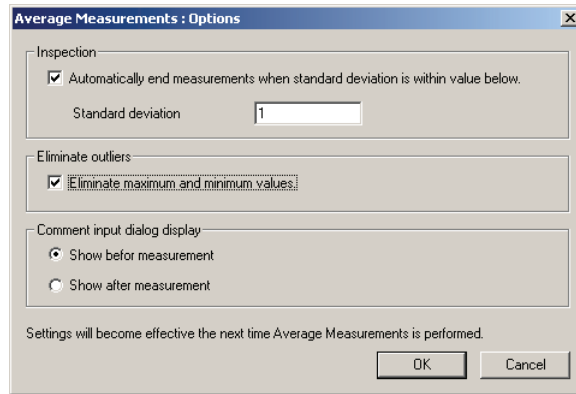 Average Measurements : Options
Inspection
Automatically end measurements when standard deviation is within value below.
Standard deviation 1
Eliminate outliers
Eliminate maximum and minimum values.
Comment input dialog display
Show befor measurement
Show after measurement
Settings will become effective the next time Average Measurements is performed.
OK Cancel